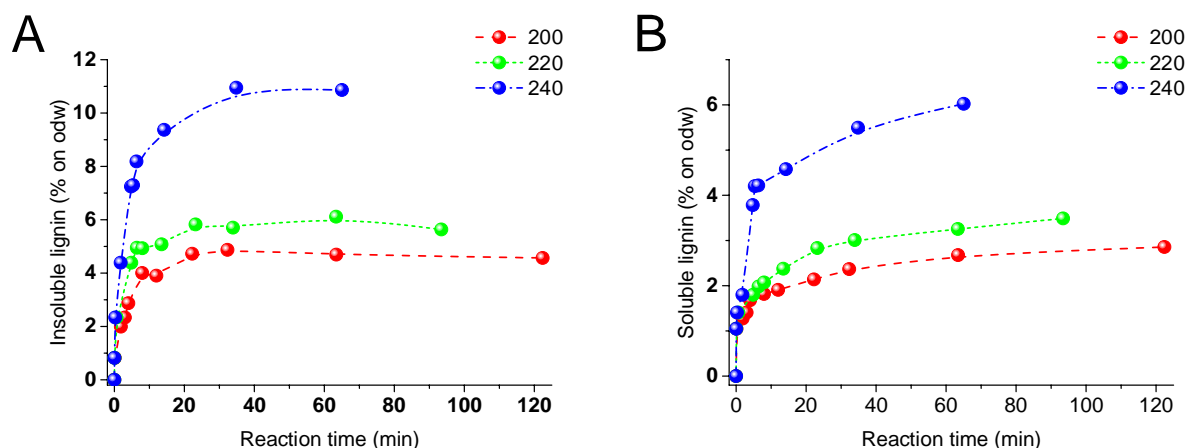 A
200
220
240
Insoluble lignin (% on odw)
12
10
8
6
4
2
0
0 20 40 60 80 100 120
Reaction time (min)
B
200
220
240
Soluble lignin (% on odw)
6
4
2
0
0 20 40 60 80 100 120
Reaction time (min)